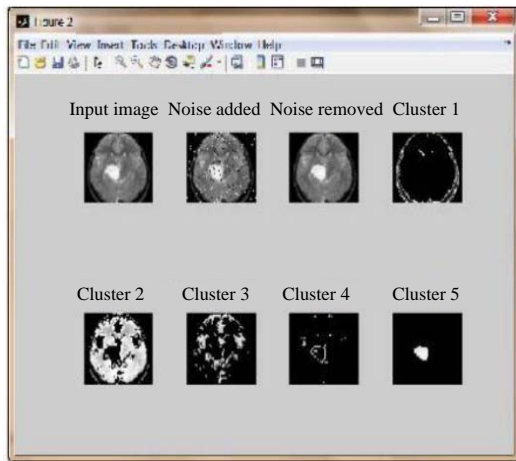 Figure 2
File Edit View Insert Tools Desktop Window Help
Input image Noise added Noise removed Cluster 1
Cluster 2 Cluster 3 Cluster 4 Cluster 5